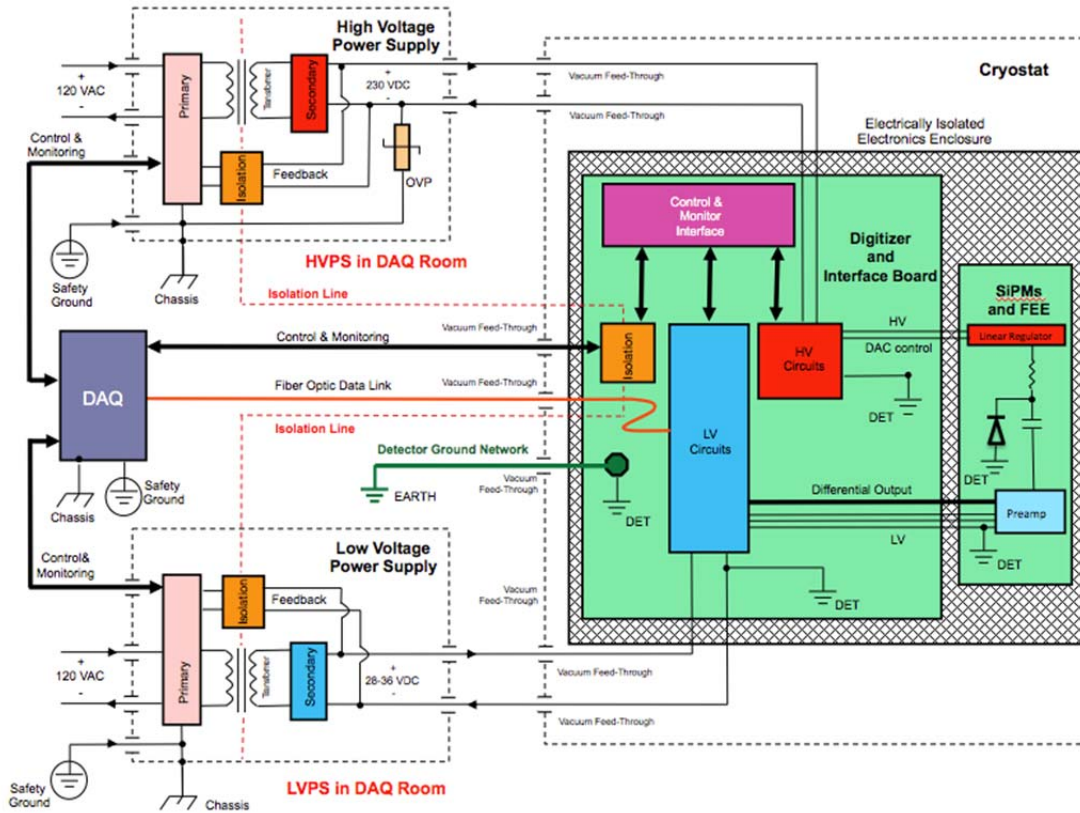 High Voltage
Power Supply
+
120 VAC
-
Primary
Transformer
Secondary
+
230 VDC
-
Vacuum Feed-Through
Vacuum Feed-Through
Cryostat
Control &
Monitoring
Isolation
Feedback
OVP
Electrically Isolated
Electronics Enclosure
Safety
Ground
Chassis
HVPS in DAQ Room
Isolation Line
Control &
Monitor
Interface
Digitizer
and
Interface Board
SiPMs
and FEE
DAQ
Control & Monitoring
Vacuum Feed-Through
Isolation
HV
Circuits
HV
DAC control
Linear Regulator
Fiber Optic Data Link
Vacuum Feed-Through
Isolation Line
DET
LV
Circuits
Detector Ground Network
Vacuum
Feed-Through
EARTH
DET
DET
Differential Output
Preamp
LV
DET
Chassis
Safety
Ground
Low Voltage
Power Supply
Control&
Monitoring
Primary
Isolation
Feedback
Vacuum
Feed-Through
DET
+
120 VAC
-
Transformer
Secondary
+
28-36 VDC
-
Vacuum Feed-Through
Vacuum Feed-Through
Safety
Ground
Chassis
LVPS in DAQ Room